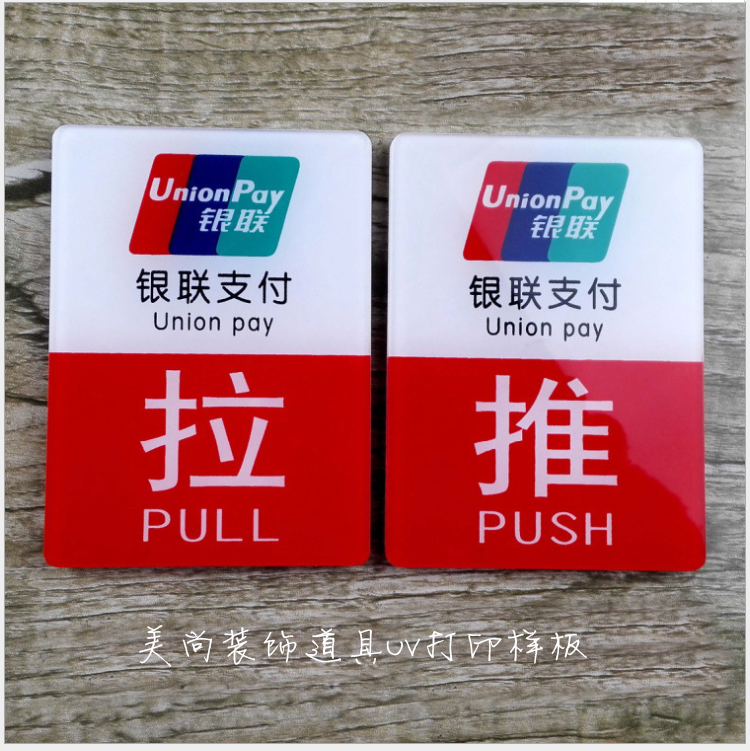 UnionPay
银联
银联支付
Union pay
拉
PULL
UnionPay
银联
银联支付
Union pay
推
PUSH
美尚装饰道具UV打印样板